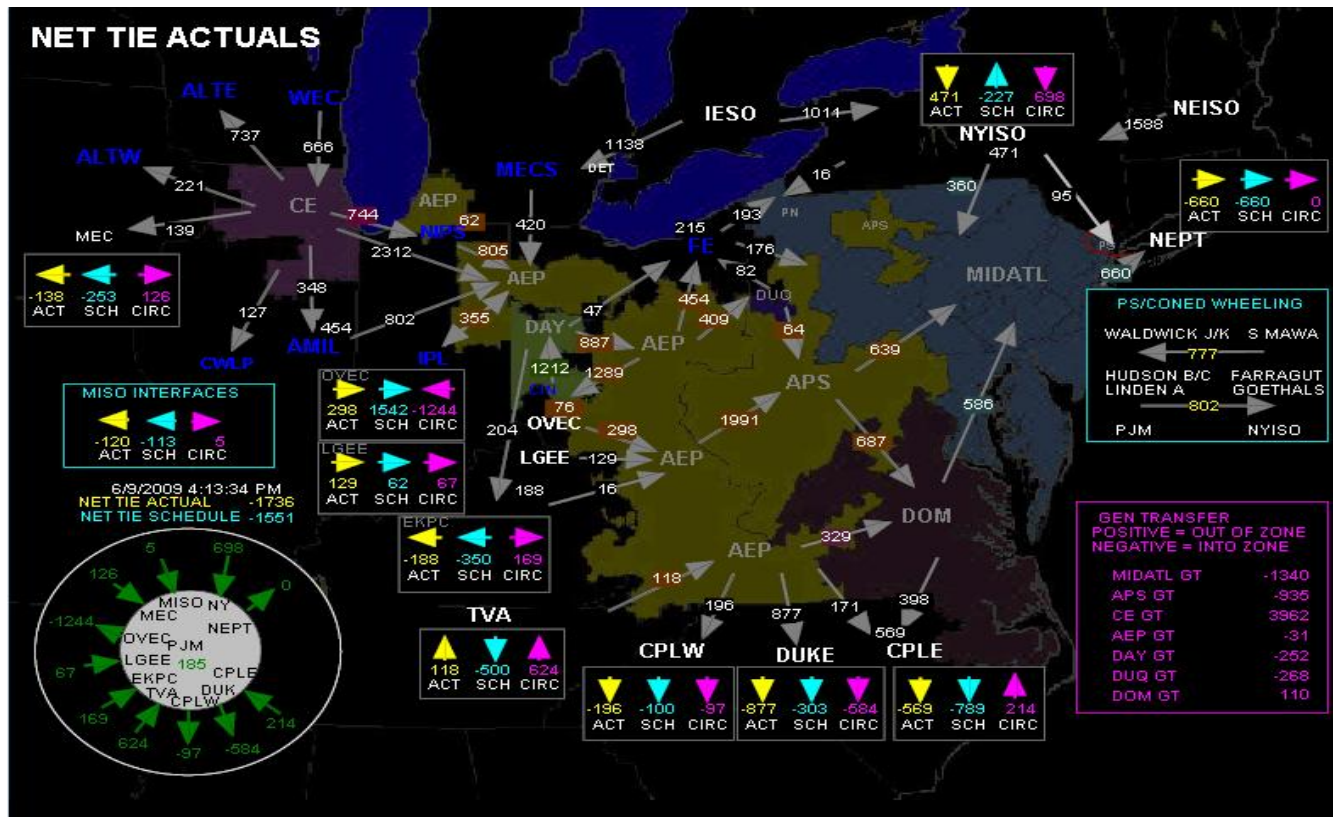 NET TIE ACTUALS
ALTE
WEC
737
666
ALTW
221
CE
MEC
139
744
2312
348
127
454
CWLP
AMIL
802
-138 -253 126
ACT SCH CIRC
MISO INTERFACES
-120 -113 5
ACT SCH CIRC
6/9/2009 4:13:34 PM
NET TIE ACTUAL -1736
NET TIE SCHEDULE -1551
5
698
0
126
-1244
67
169
624
-97
-584
214
MISO NY
MEC
NEPT
OVEC
PJM
LGEE 185
CPLE
EKPC
TVA DUK
CPLW
IESO
1014
1138
DET
MECS
AEP
62
420
NIPS
805
AEP
355
IPL
47
DAY
887
1212
1289
76
OVEC
204
188
LGEE
129
298
16
AEP
OVEC
298 1542 -1244
ACT SCH CIRC
LGEE
129 62 67
ACT SCH CIRC
EKPC
-188 -350 169
ACT SCH CIRC
TVA
118 -500 624
ACT SCH CIRC
118
215
193
FE
176
82
454
409
AEP
DUQ
64
APS
1991
639
687
586
DOM
AEP
329
196
877
171
398
569
CPLW
-196 -100 -97
ACT SCH CIRC
DUKE
-877 -303 -584
ACT SCH CIRC
CPLE
-569 -789 214
ACT SCH CIRC
471 -227 698
ACT SCH CIRC
NYISO
471
NEISO
1588
16
PN
360
95
APS
MIDATL
PS
NEPT
660
-660 -660 0
ACT SCH CIRC
PS/CONED WHEELING
WALDWICK J/K S MAWA
777
HUDSON B/C FARRAGUT
LINDEN A GOETHALS
802
PJM NYISO
GEN TRANSFER
POSITIVE = OUT OF ZONE
NEGATIVE = INTO ZONE
MIDATL GT -1340
APS GT -935
CE GT 3962
AEP GT -31
DAY GT -252
DUQ GT -268
DOM GT 110